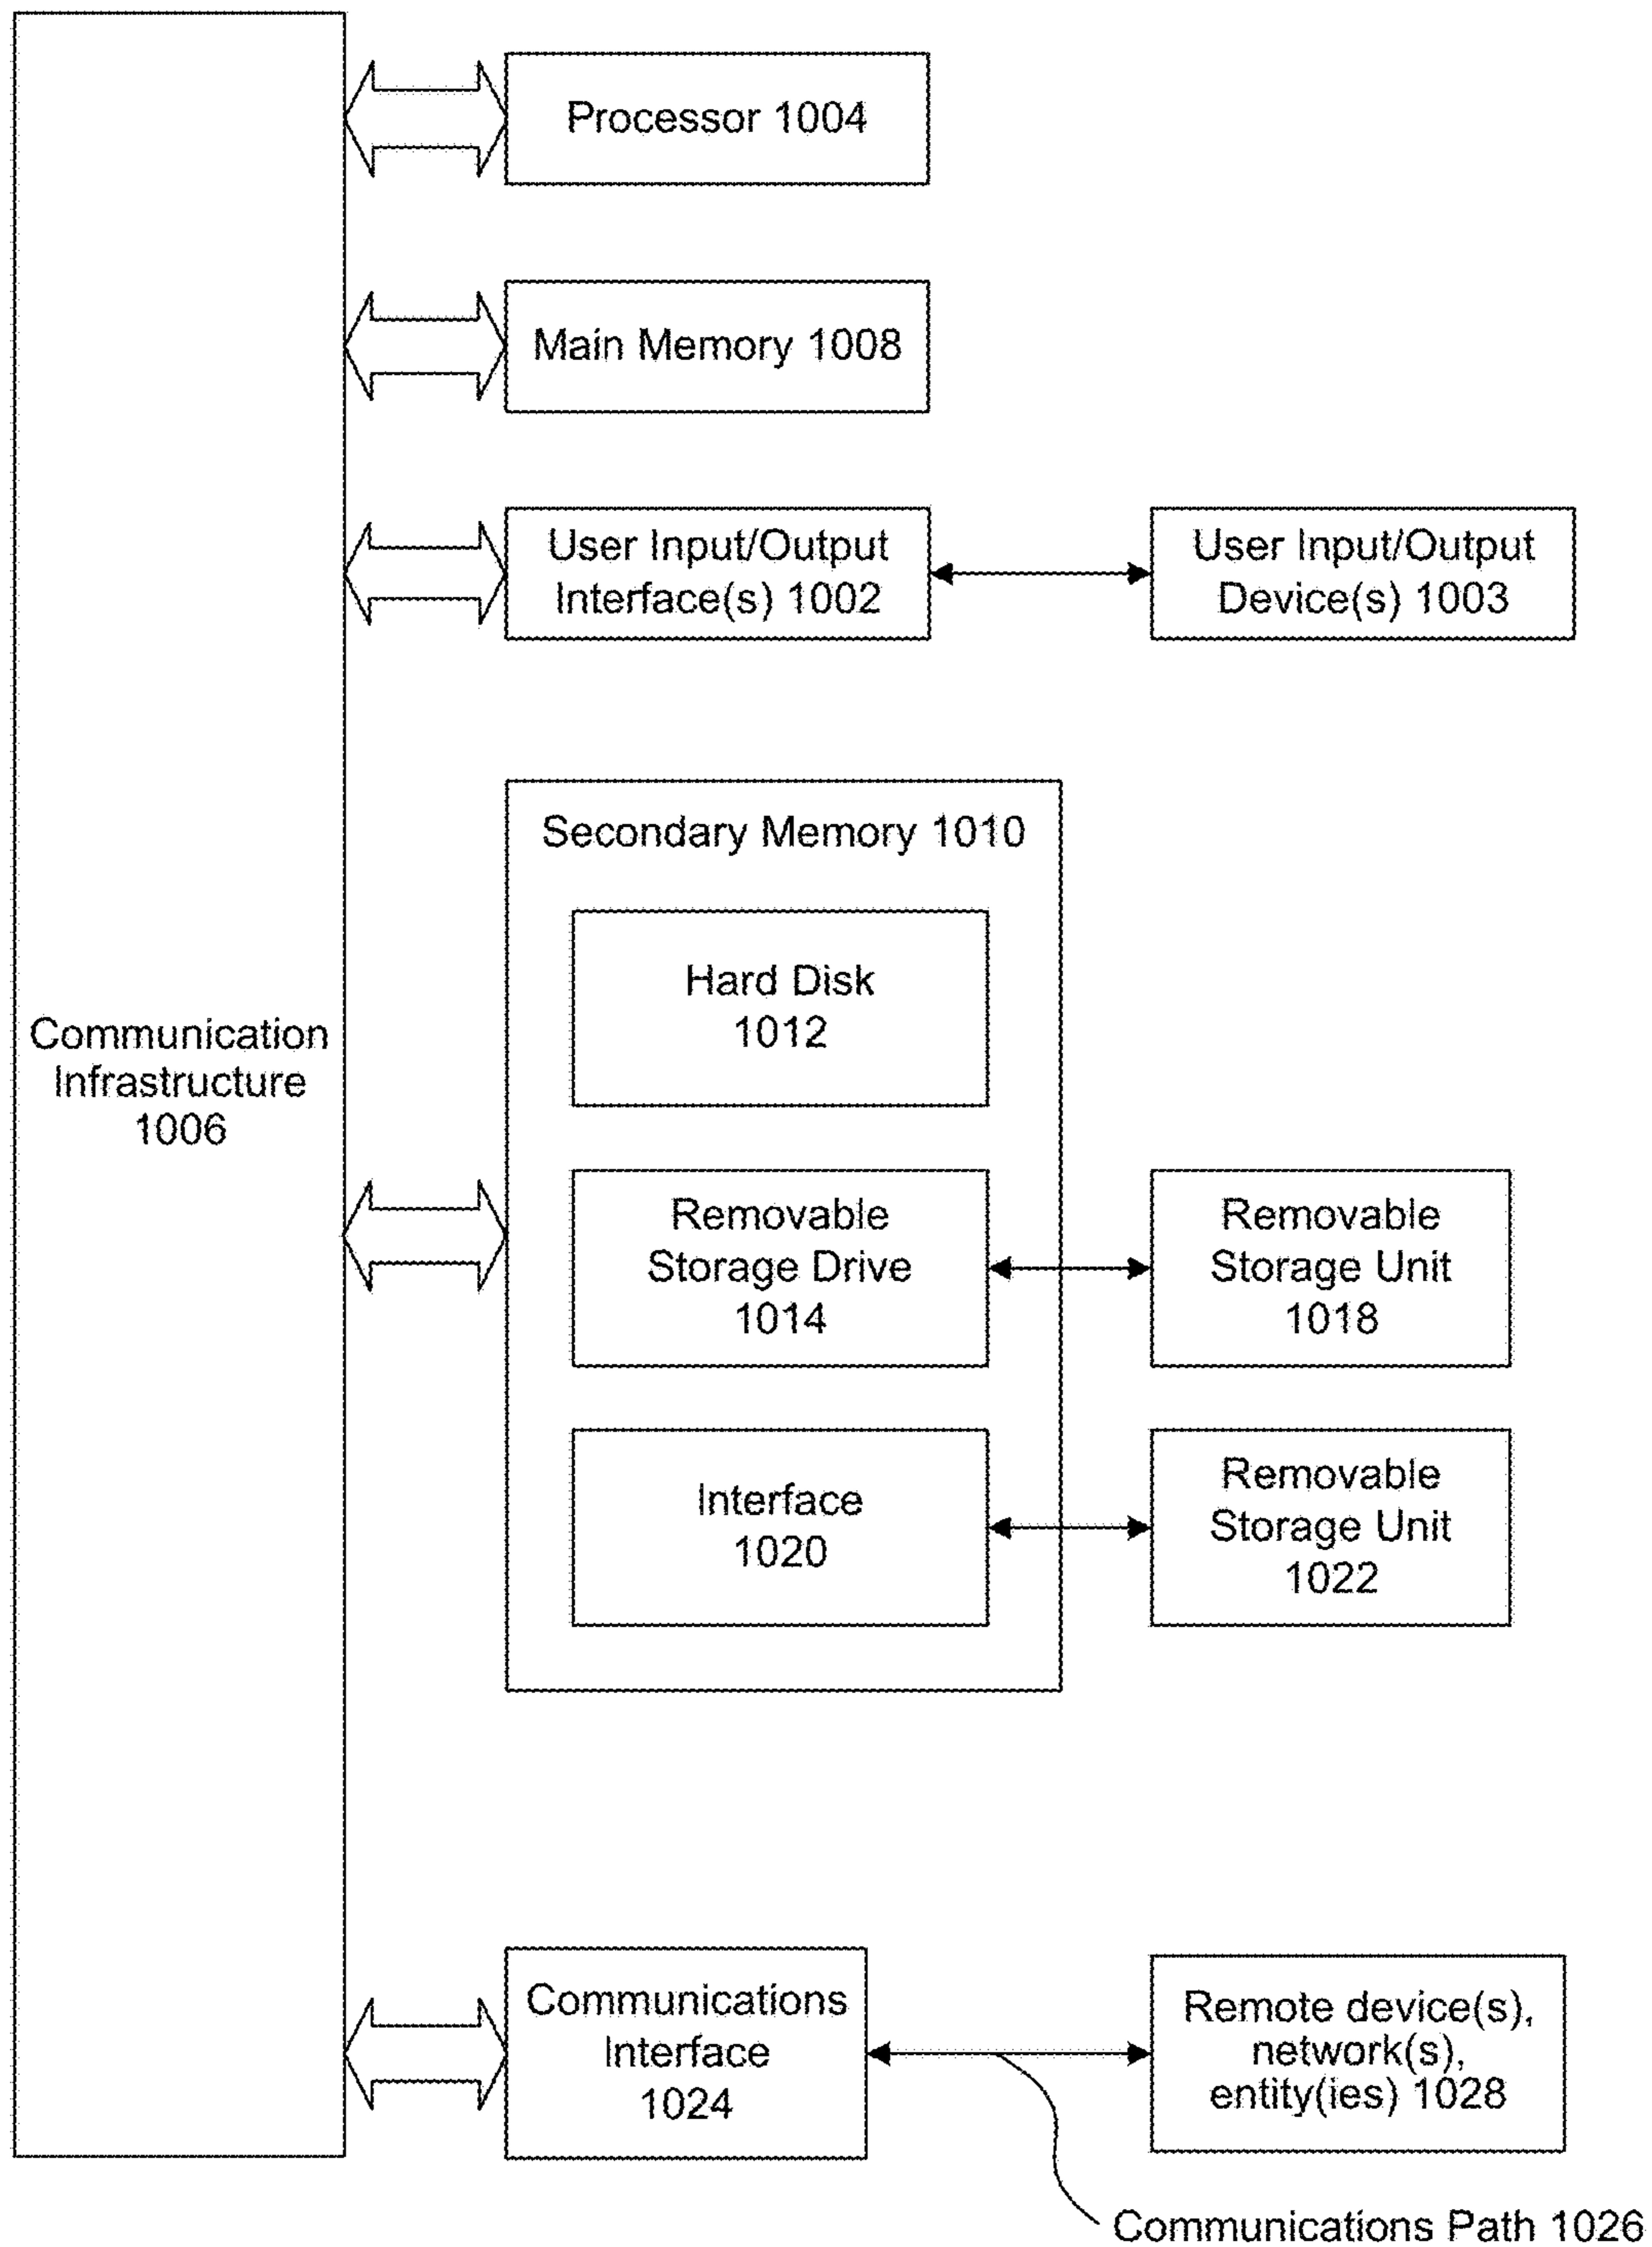 Processor 1004
Main Memory 1008
User Input/Output
Interface(s) 1002
User Input/Output
Device(s) 1003
Communication
Infrastructure
1006
Secondary Memory 1010
Hard Disk
1012
Removable
Storage Drive
1014
Removable
Storage Unit
1018
Interface
1020
Removable
Storage Unit
1022
Communications
Interface
1024
Remote device(s),
network(s),
entity(ies) 1028
Communications Path 1026